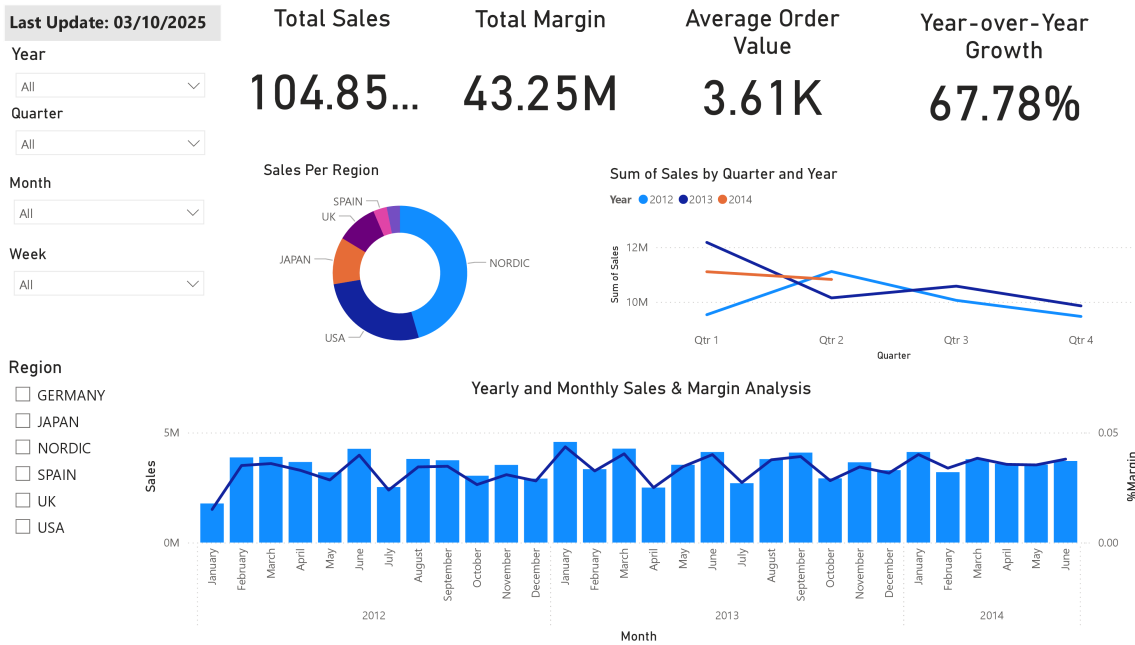 Last Update: 03/10/2025
Year
All
Quarter
All
Month
All
Week
All
Total Sales
104.85...
Total Margin
43.25M
Average Order
Value
3.61K
Year-over-Year
Growth
67.78%
Sales Per Region
SPAIN
UK
JAPAN
NORDIC
USA
Sum of Sales by Quarter and Year
Year 2012 2013 2014
Sum of Sales
12M
10M
Qtr 1 Qtr 2 Qtr 3 Qtr 4
Quarter
Region
GERMANY
JAPAN
NORDIC
SPAIN
UK
USA
Yearly and Monthly Sales & Margin Analysis
Sales
5M
0M
0.05
0.00
%Margin
January February March April May June July August September October November December January February March April May June July August September October November December January February March April May June
2012 2013 2014
Month